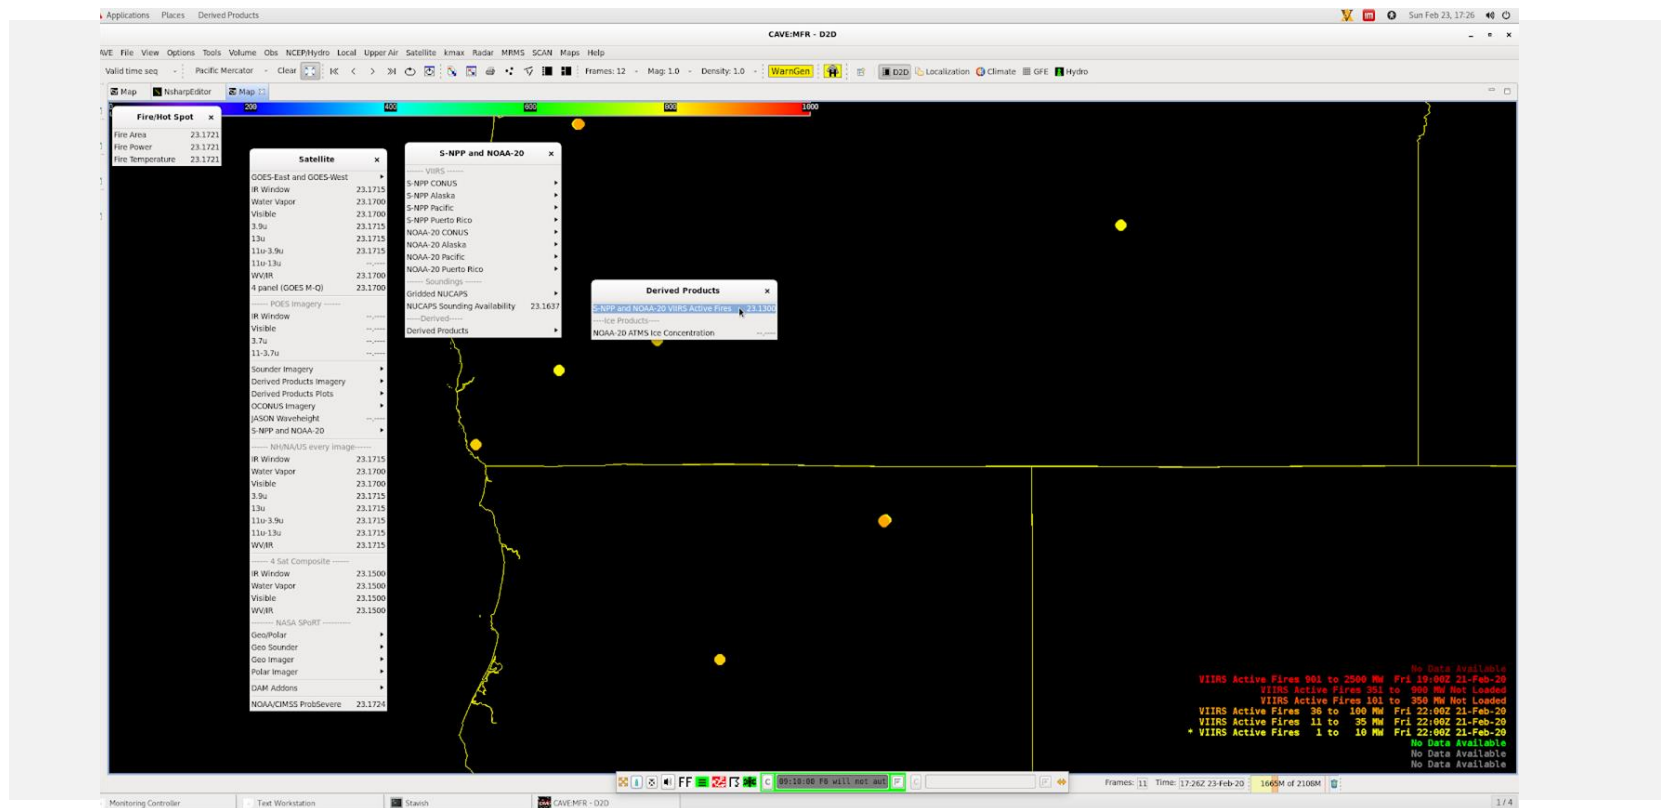 Applications Places Derived Products
Sun Feb 23, 17:26
CAVE:MFR - D2D
AVE File View Options Tools Volume Obs NCEP/Hydro Local Upper Air Satellite kmax Radar MRMS SCAN Maps Help
Valid time seq Pacific Mercator Clear Frames: 12 Mag: 1.0 Density: 1.0 WarnGen D2D Localization Climate GFE Hydro
Map NsharpEditor Map
200 400 600 800 1000
Fire/Hot Spot
Fire Area 23.1721
Fire Power 23.1721
Fire Temperature 23.1721
Satellite
GOES-East and GOES-West
IR Window 23.1715
Water Vapor 23.1700
Visible 23.1700
3.9u 23.1715
13u 23.1715
11u-3.9u 23.1715
11u-13u --.----
WV/IR 23.1700
4 panel (GOES M-Q) 23.1700
------ POES Imagery ------
IR Window --.----
Visible --.----
3.7u --.----
11-3.7u --.----
Sounder Imagery
Derived Products Imagery
Derived Products Plots
OCONUS Imagery
JASON Waveheight --.----
S-NPP and NOAA-20
------ NH/NA/US every image------
IR Window 23.1715
Water Vapor 23.1700
Visible 23.1700
3.9u 23.1715
13u 23.1715
11u-3.9u 23.1715
11u-13u 23.1715
WV/IR 23.1715
------ 4 Sat Composite ------
IR Window 23.1500
Water Vapor 23.1500
Visible 23.1500
WV/IR 23.1500
-------- NASA SPoRT ----------
Geo/Polar
Geo Sounder
Geo Imager
Polar Imager
DAM Addons
NOAA/CIMSS ProbSevere 23.1724
S-NPP and NOAA-20
------ VIIRS ------
S-NPP CONUS
S-NPP Alaska
S-NPP Pacific
S-NPP Puerto Rico
NOAA-20 CONUS
NOAA-20 Alaska
NOAA-20 Pacific
NOAA-20 Puerto Rico
------ Soundings ------
Gridded NUCAPS
NUCAPS Sounding Availability 23.1637
-----Derived-----
Derived Products
Derived Products
S-NPP and NOAA-20 VIIRS Active Fires 23.1300
----Ice Products----
NOAA-20 ATMS Ice Concentration --.----
No Data Available
VIIRS Active Fires 901 to 2500 MW Fri 19:00Z 21-Feb-20
VIIRS Active Fires 351 to 900 MW Not Loaded
VIIRS Active Fires 101 to 350 MW Not Loaded
VIIRS Active Fires 36 to 100 MW Fri 22:00Z 21-Feb-20
VIIRS Active Fires 11 to 35 MW Fri 22:00Z 21-Feb-20
* VIIRS Active Fires 1 to 10 MW Fri 22:00Z 21-Feb-20
No Data Available
No Data Available
No Data Available
FF C 09:18:00 F6 will not aut C
Frames: 11 Time: 17:26Z 23-Feb-20 1665M of 2106M
Monitoring Controller Text Workstation Stavish CAVE:MFR - D2D 1 / 4